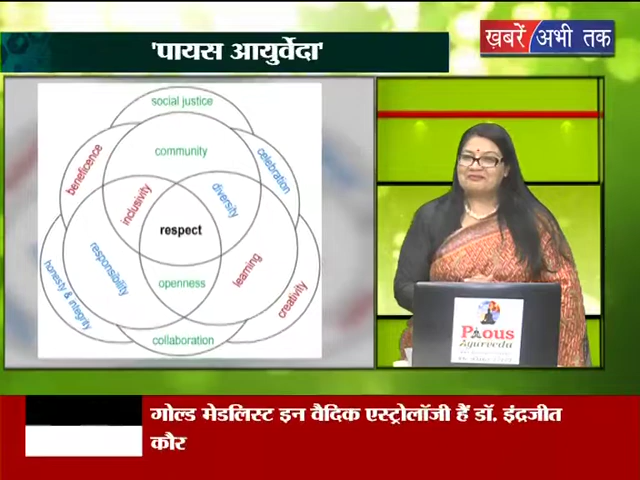 ख़बरें अभी तक
'पायस आयुर्वेदा'
social justice
community
beneficence
celebration
inclusivity
diversity
respect
responsibility
learning
honesty & integrity
openness
creativity
collaboration
Pious
Ayurveda
गोल्ड मेडलिस्ट इन वैदिक एस्ट्रोलॉजी हैं डॉ. इंद्रजीत
कौर